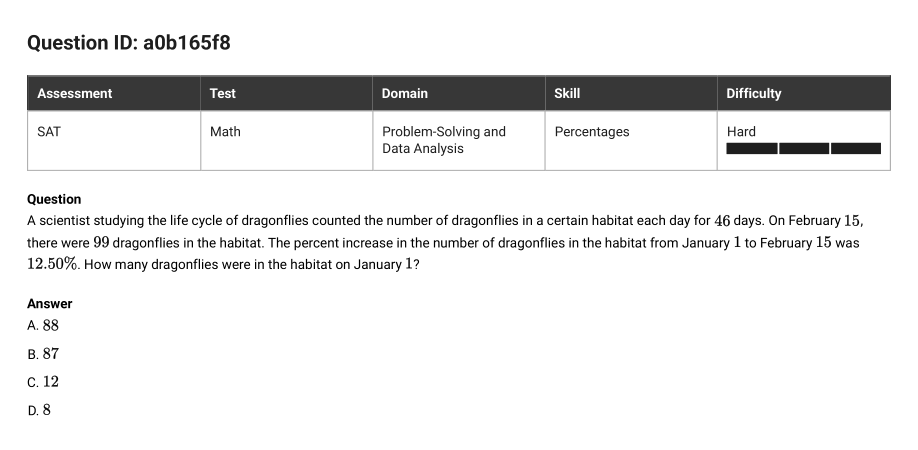 Question ID: a0b165f8
Assessment Test Domain Skill Difficulty
SAT Math Problem-Solving and Percentages Hard
Data Analysis
Question
A scientist studying the life cycle of dragonflies counted the number of dragonflies in a certain habitat each day for 46 days. On February 15,
there were 99 dragonflies in the habitat. The percent increase in the number of dragonflies in the habitat from January 1 to February 15 was
12.50%. How many dragonflies were in the habitat on January 1?
Answer
A. 88
B. 87
C. 12
D. 8